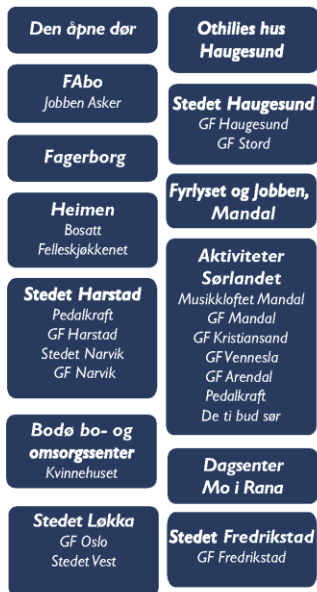 Den åpne dør
FAbo
Jobben Asker
Fagerborg
Heimen
Bosatt
Felleskjøkkenet
Stedet Harstad
Pedalkraft
GF Harstad
Stedet Narvik
GF Narvik
Bodø bo- og
omsorgssenter
Kvinnehuset
Stedet Løkka
GF Oslo
Stedet Vest
Othilies hus
Haugesund
Stedet Haugesund
GF Haugesund
GF Stord
Fyrlyset og Jobben,
Mandal
Aktiviteter
Sørlandet
Musikkloftet Mandal
GF Mandal
GF Kristiansand
GF Vennesla
GF Arendal
Pedalkraft
De ti bud sør
Dagsenter
Mo i Rana
Stedet Fredrikstad
GF Fredrikstad